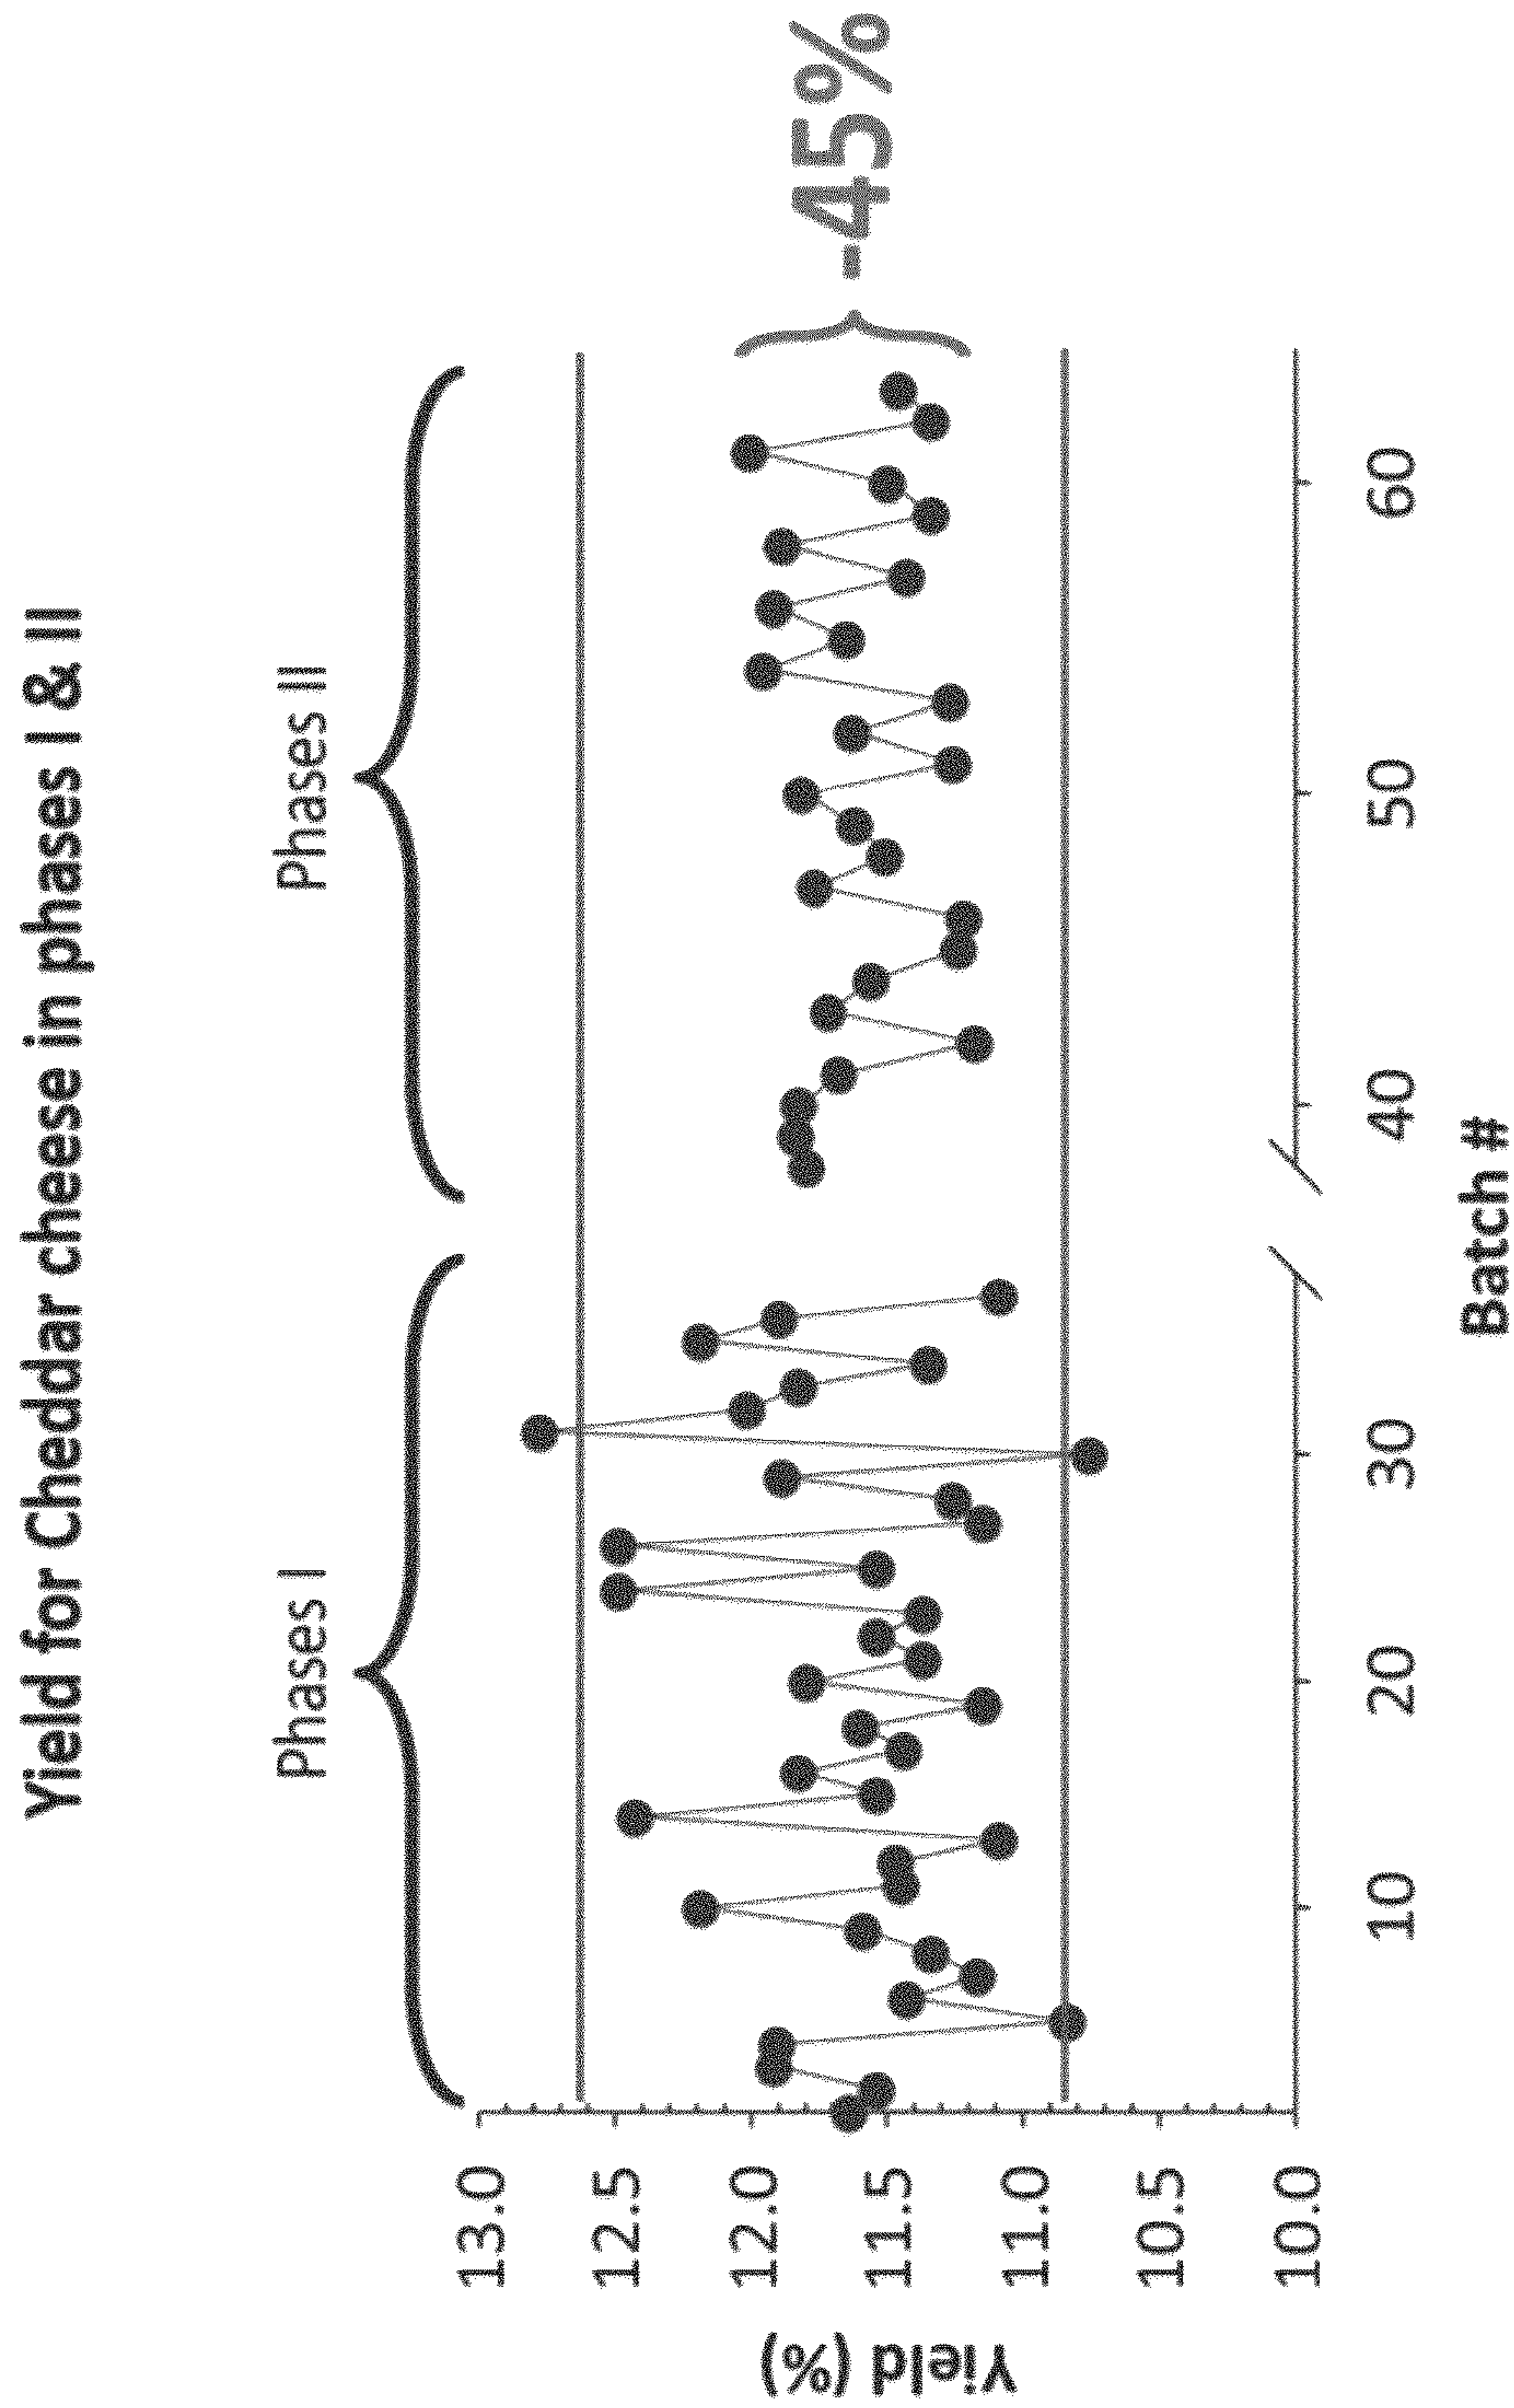 Yield for Cheddar cheese in phases I & III
Phases I
Phases II
13.0
12.5
12.0
11.5
11.0
10.5
10.0
Yield (%)
-45%
10
20
30
40
50
60
Batch #